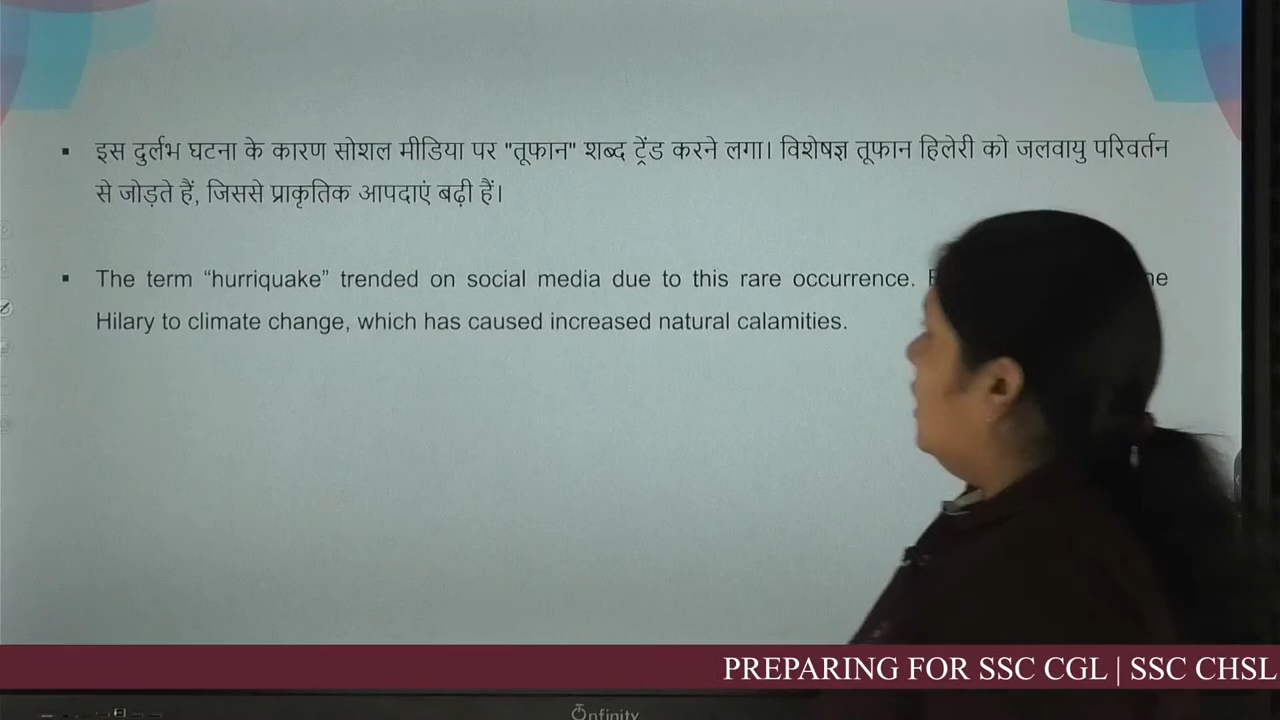 ▪ इस दुर्लभ घटना के कारण सोशल मीडिया पर "तूफान" शब्द ट्रेंड करने लगा। विशेषज्ञ तूफान हिलेरी को जलवायु परिवर्तन
से जोड़ते हैं, जिससे प्राकृतिक आपदाएं बढ़ी हैं।
▪ The term “hurriquake” trended on social media due to this rare occurrence.
Hilary to climate change, which has caused increased natural calamities.
PREPARING FOR SSC CGL | SSC CHSL
nfinity